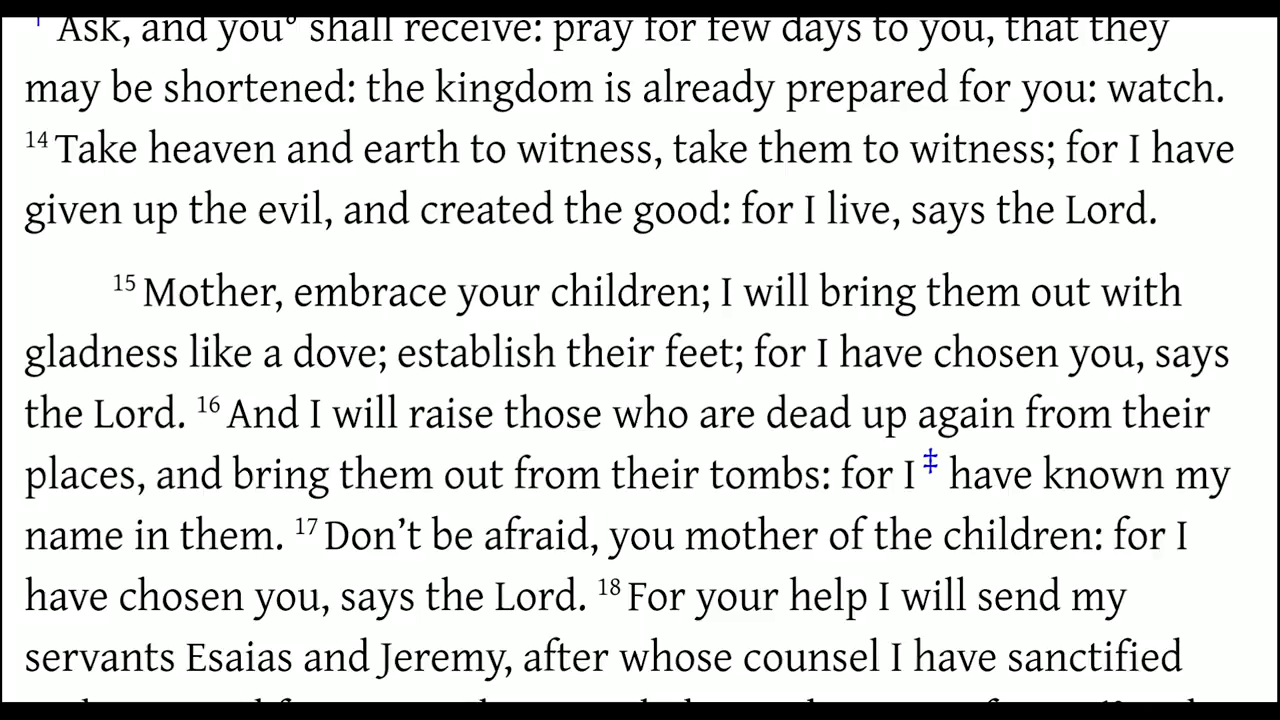 Ask, and you⁰ shall receive: pray for few days to you, that they
may be shortened: the kingdom is already prepared for you: watch.
14 Take heaven and earth to witness, take them to witness; for I have
given up the evil, and created the good: for I live, says the Lord.
15 Mother, embrace your children; I will bring them out with
gladness like a dove; establish their feet; for I have chosen you, says
the Lord. 16 And I will raise those who are dead up again from their
places, and bring them out from their tombs: for I ‡ have known my
name in them. 17 Don’t be afraid, you mother of the children: for I
have chosen you, says the Lord. 18 For your help I will send my
servants Esaias and Jeremy, after whose counsel I have sanctified